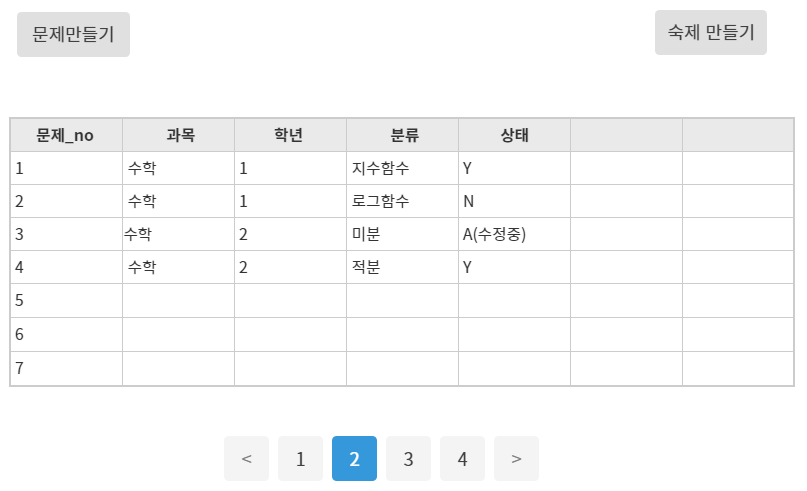 문제만들기 숙제 만들기
문제_no 과목 학년 분류 상태
1 수학 1 지수함수 Y
2 수학 1 로그함수 N
3 수학 2 미분 A(수정중)
4 수학 2 적분 Y
5
6
7
< 1 2 3 4 >